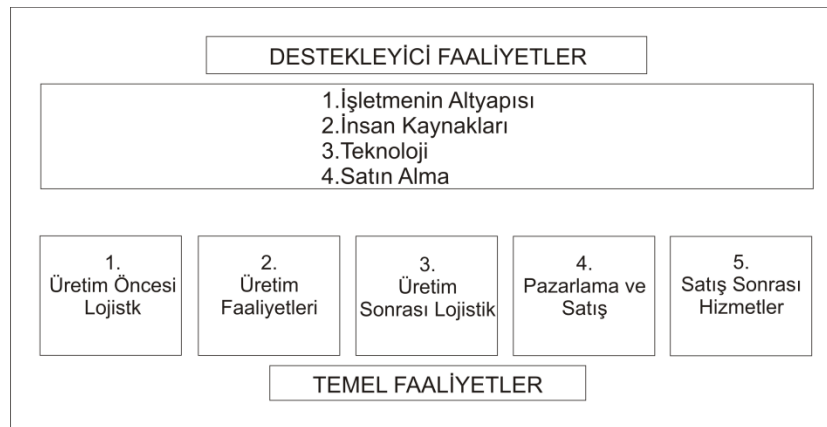 DESTEKLEYİCİ FAALİYETLER
1.İşletmenin Altyapısı
2.İnsan Kaynakları
3.Teknoloji
4.Satın Alma
1.
Üretim Öncesi
Lojistk
2.
Üretim
Faaliyetleri
3.
Üretim
Sonrası Lojistik
4.
Pazarlama ve
Satış
5.
Satış Sonrası
Hizmetler
TEMEL FAALİYETLER